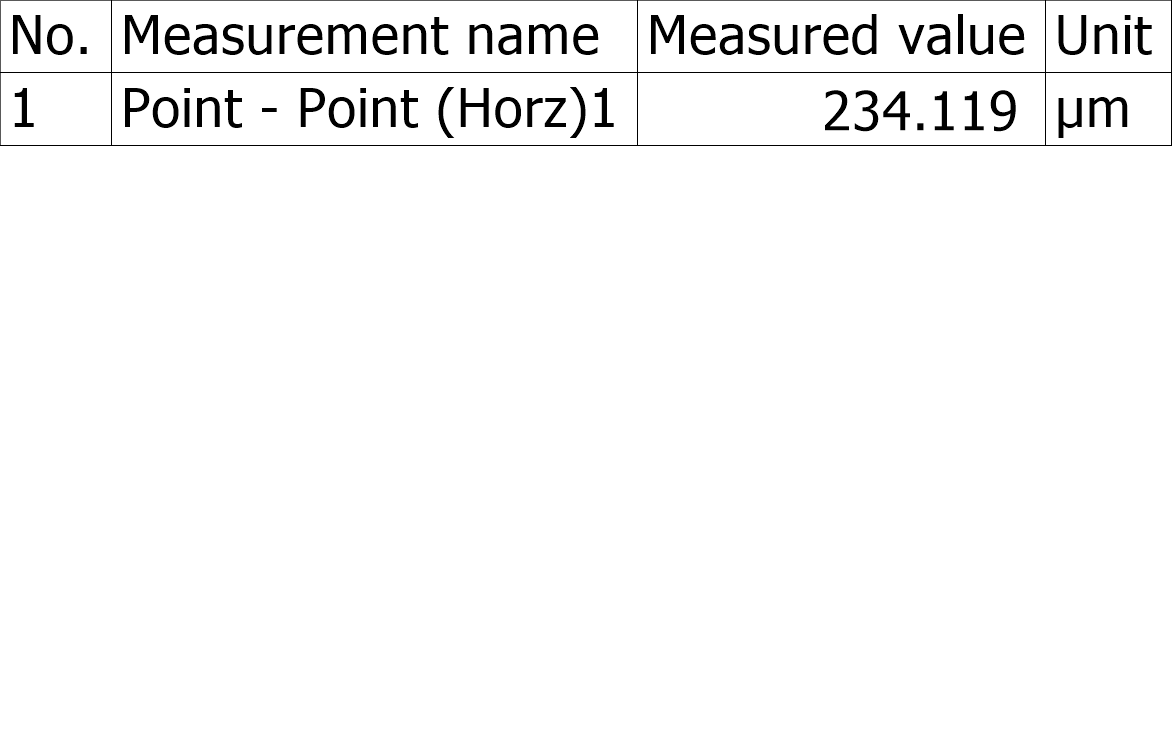 No. Measurement name Measured value Unit
1 Point - Point (Horz)1 234.119 µm